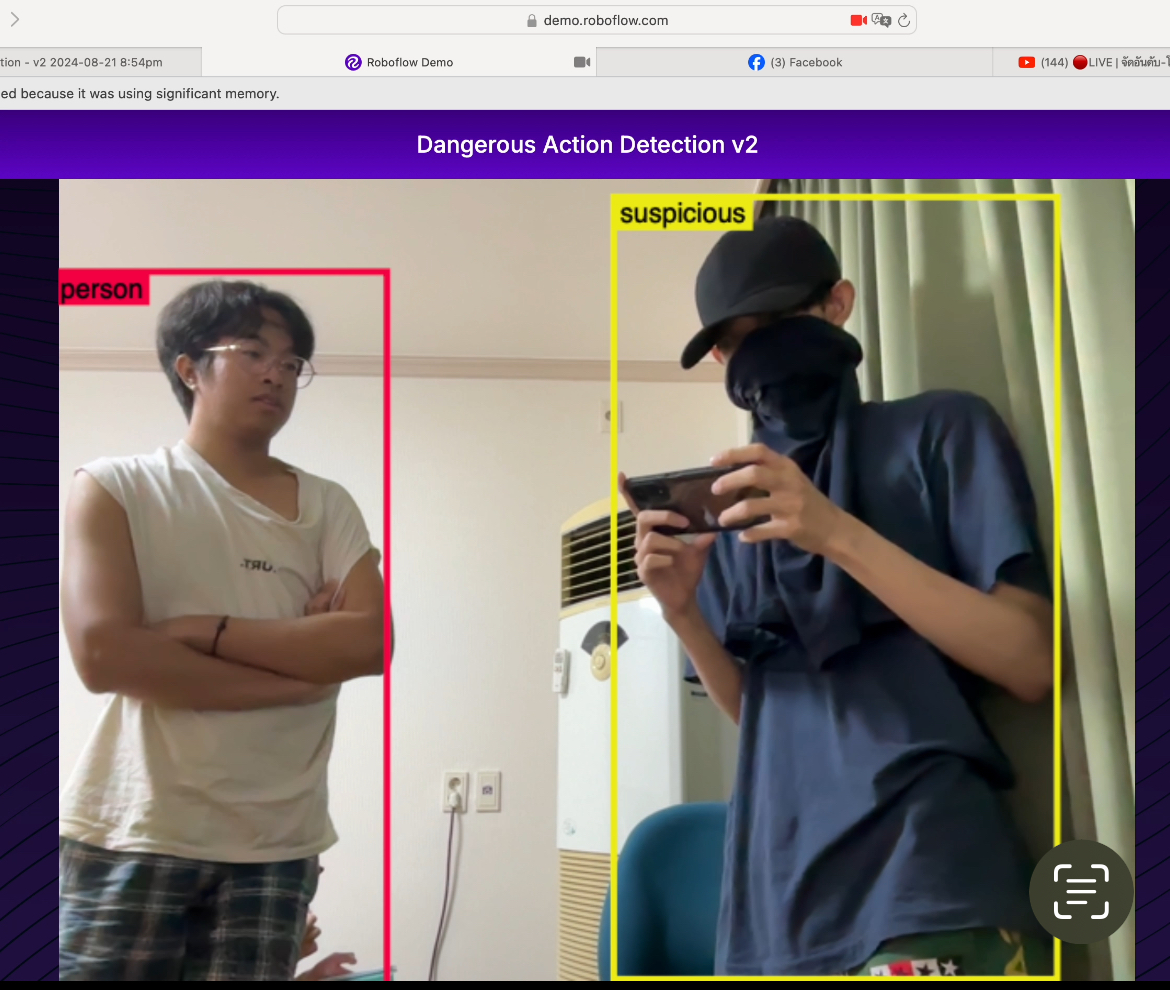 demo.roboflow.com
tion - v2 2024-08-21 8:54pm
Roboflow Demo
(3) Facebook
(144) 🔴LIVE | จัดอันดับ-โ
ed because it was using significant memory.
Dangerous Action Detection v2
suspicious
person